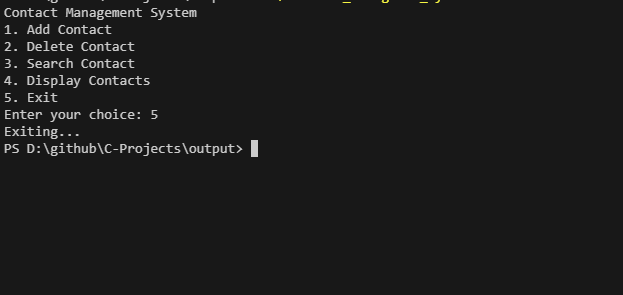 Contact Management System
1. Add Contact
2. Delete Contact
3. Search Contact
4. Display Contacts
5. Exit
Enter your choice: 5
Exiting...
PS D:\github\C-Projects\output>